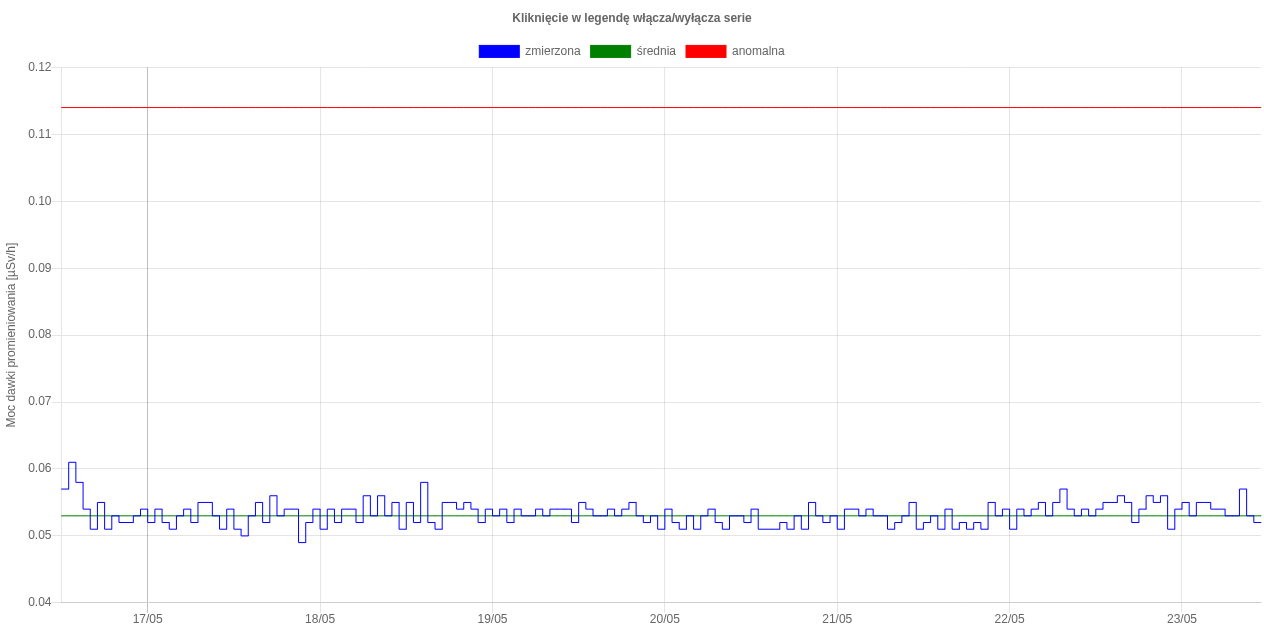 Kliknięcie w legendę włącza/wyłącza serie
zmierzona średnia anomalna
Moc dawki promieniowania [µSv/h]
0.12
0.11
0.10
0.09
0.08
0.07
0.06
0.05
0.04
17/05 18/05 19/05 20/05 21/05 22/05 23/05